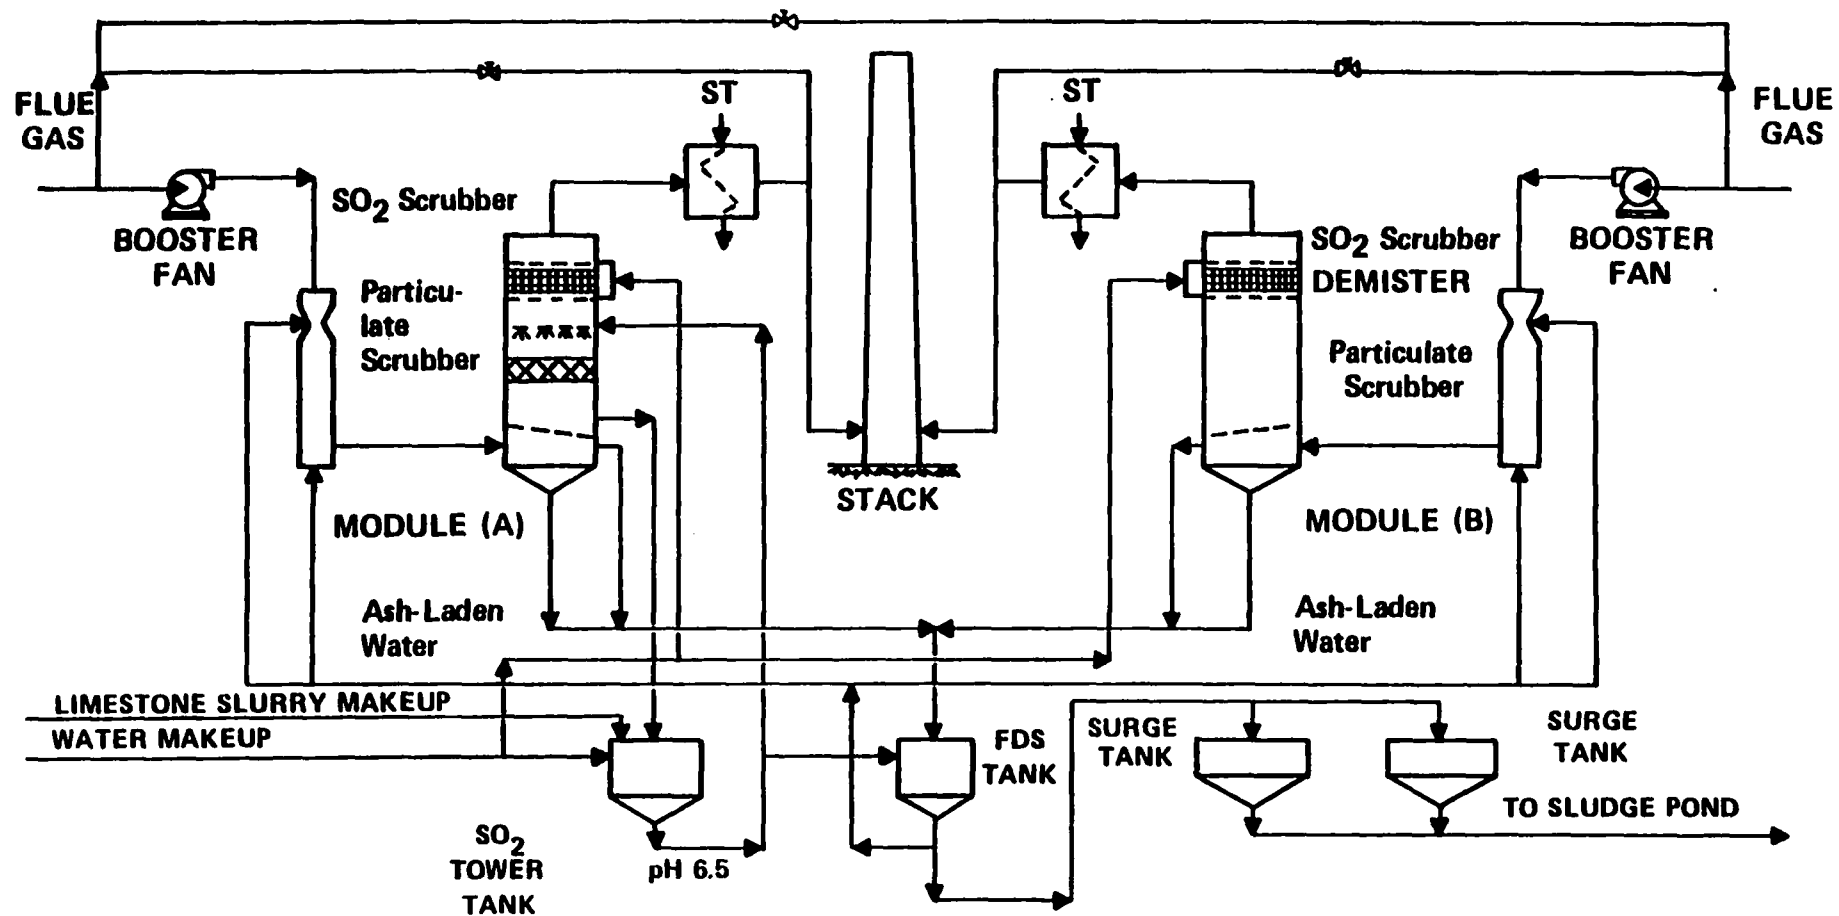 ST
ST
FLUE
GAS
FLUE
GAS
SO2 Scrubber
BOOSTER
FAN
SO2 Scrubber
DEMISTER
BOOSTER
FAN
Particu-
late
Scrubber
Particulate
Scrubber
STACK
MODULE (A)
MODULE (B)
Ash-Laden
Water
Ash-Laden
Water
LIMESTONE SLURRY MAKEUP
WATER MAKEUP
FDS
TANK
SURGE
TANK
SURGE
TANK
TO SLUDGE POND
SO2
TOWER
TANK
pH 6.5